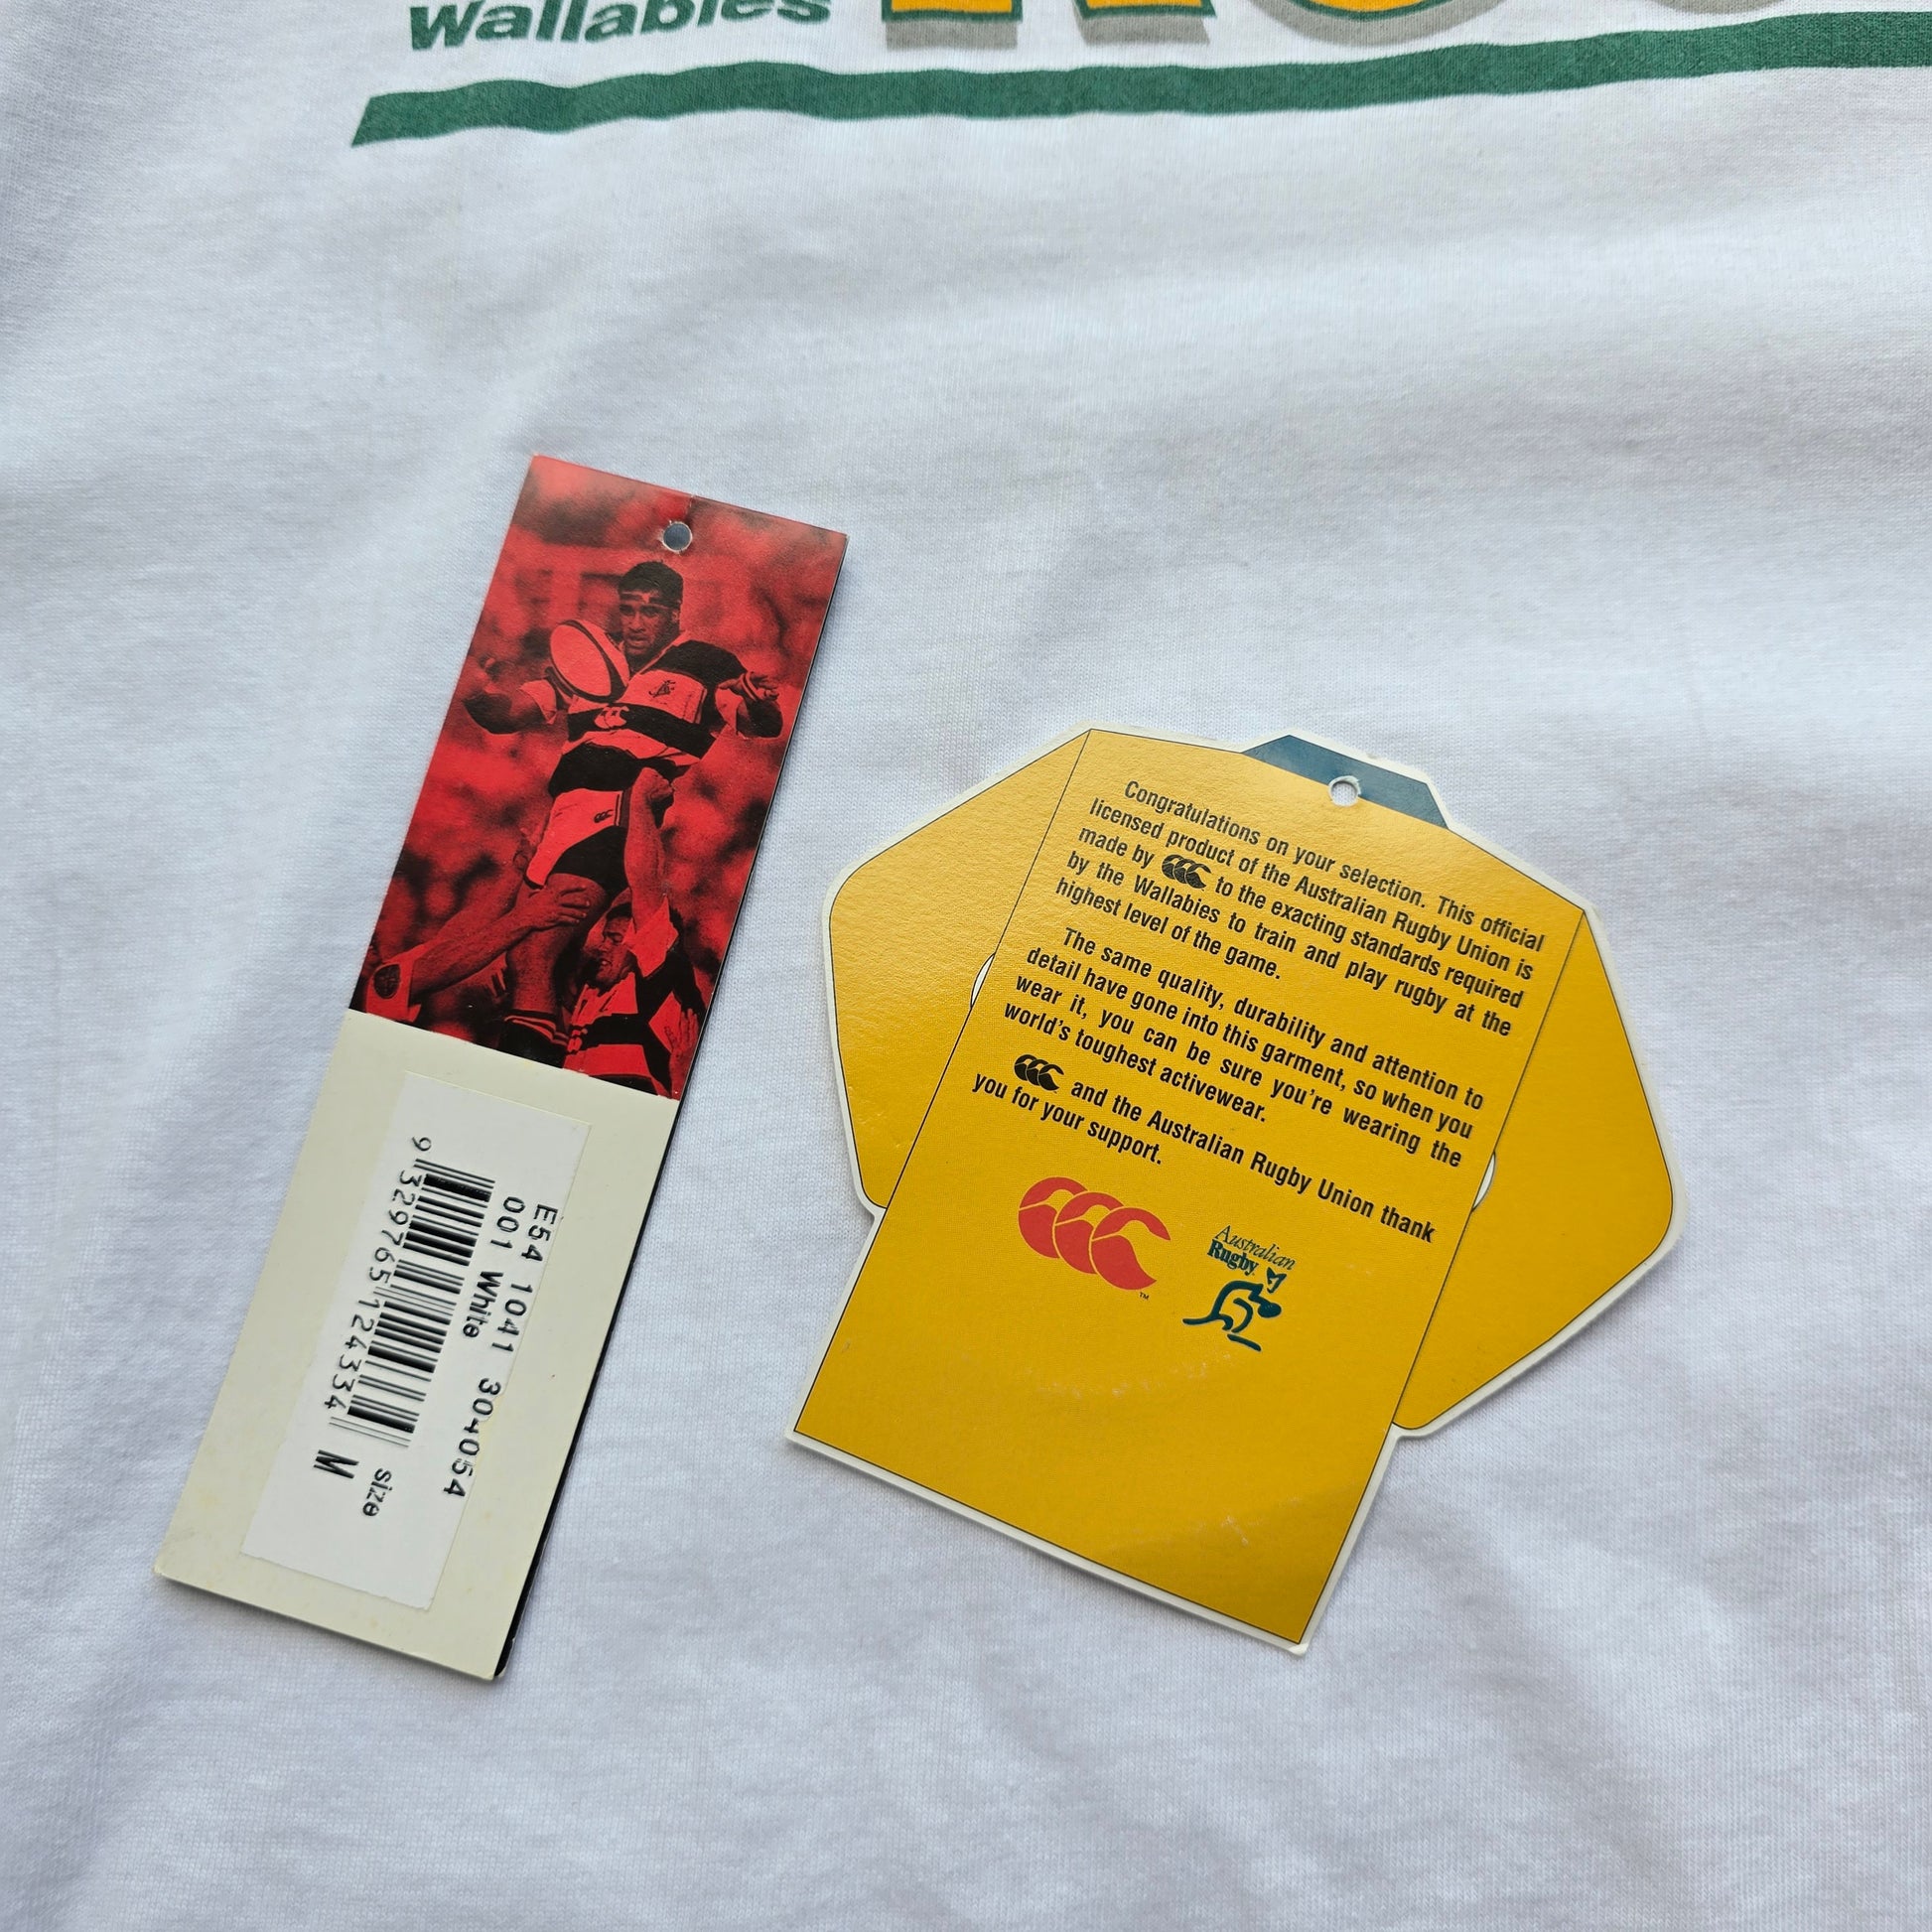 Wallabies
E54 1041 304054
001 White
9 329765 124334
Size
M
Congratulations on your selection. This official
licensed product of the Australian Rugby Union is
made by CCC to the exacting standards required
by the Wallabies to train and play rugby at the
highest level of the game.
The same quality, durability and attention to
detail have gone into this garment, so when you
wear it, you can be sure you're wearing the
world's toughest activewear.
CCC and the Australian Rugby Union thank
you for your support.
CCC™
Australian
Rugby